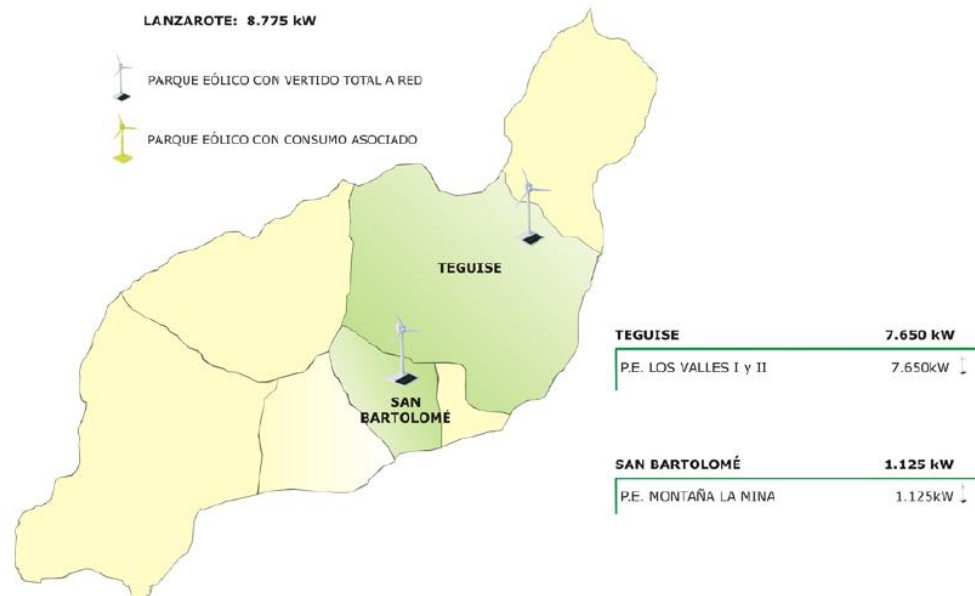 LANZAROTE: 8.775 kW
PARQUE EÓLICO CON VERTIDO TOTAL A RED
PARQUE EÓLICO CON CONSUMO ASOCIADO
TEGUISE
SAN
BARTOLOMÉ
TEGUISE 7.650 kW
P.E. LOS VALLES I y II 7.650kW
SAN BARTOLOMÉ 1.125 kW
P.E. MONTAÑA LA MINA 1.125kW